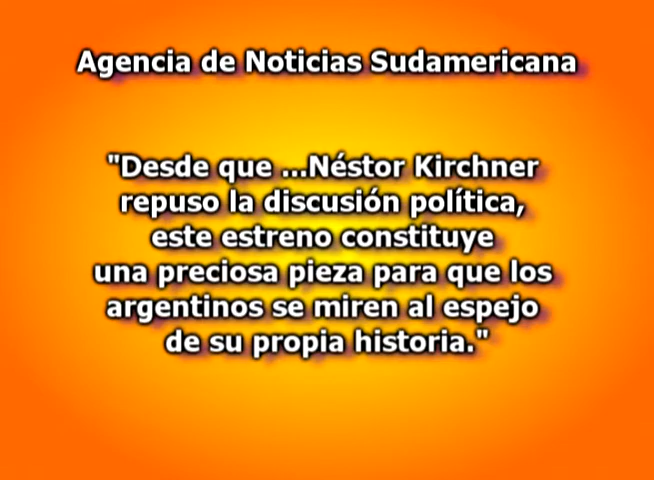 Agencia de Noticias Sudamericana
"Desde que ...Néstor Kirchner
repuso la discusión política,
este estreno constituye
una preciosa pieza para que los
argentinos se miren al espejo
de su propia historia."